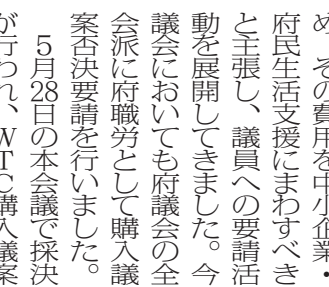 め、その費用を中小企業・
府民生活支援にまわすべき
と主張し、議員への要請活
動を展開してきました。今
議会においても府議会の全
会派に府職労として購入議
案否決要請を行いました。
　５月28日の本会議で採決
が行われ、ＷＴＣ購入議案